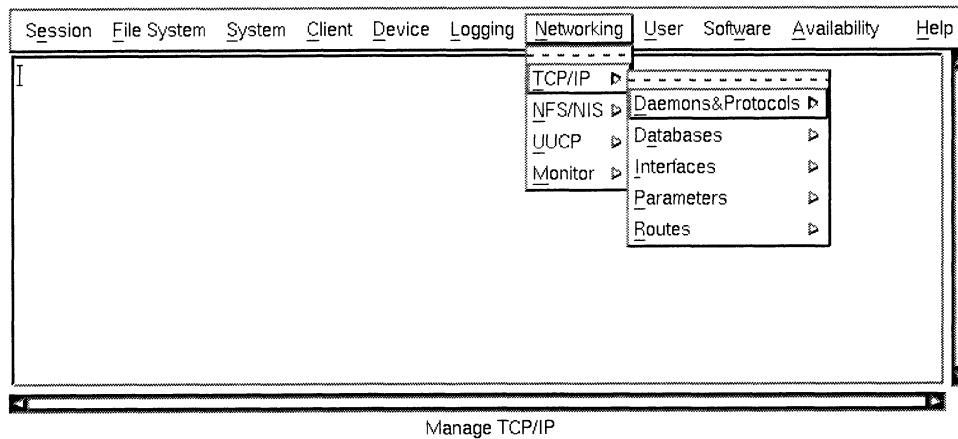 Session File System System Client Device Logging Networking User Software Availability Help
TCP/IP
NFS/NIS
UUCP
Monitor
Daemons&Protocols
Databases
Interfaces
Parameters
Routes
Manage TCP/IP